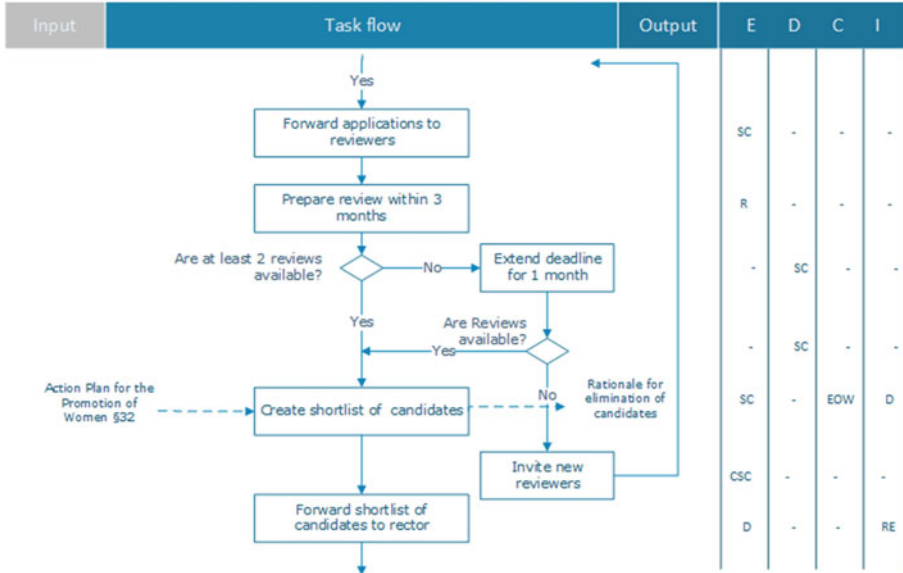 Input Task flow Output E D C I
Yes
Forward applications to
reviewers
SC - - -
Prepare review within 3
months
R - - -
Are at least 2 reviews
available?
No
Extend deadline
for 1 month
- SC - -
Yes
Are Reviews
available?
Yes
- SC - -
Action Plan for the
Promotion of
Women §32
Create shortlist of candidates
No
Rationale for
elimination of
candidates
SC - EOW D
Invite new
reviewers
CSC - - -
Forward shortlist of
candidates to rector
D - - RE